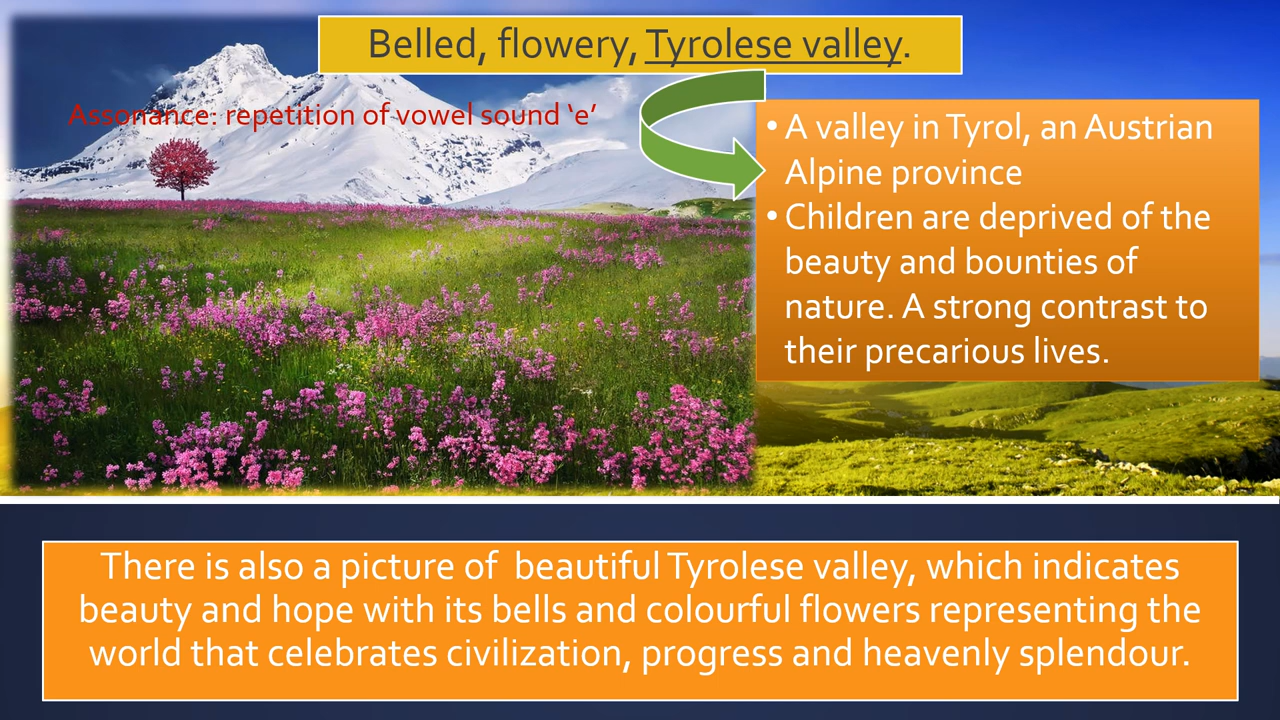 Belled, flowery, Tyrolese valley.
Assonance: repetition of vowel sound ‘e’
• A valley in Tyrol, an Austrian
Alpine province
• Children are deprived of the
beauty and bounties of
nature. A strong contrast to
their precarious lives.
There is also a picture of beautiful Tyrolese valley, which indicates
beauty and hope with its bells and colourful flowers representing the
world that celebrates civilization, progress and heavenly splendour.